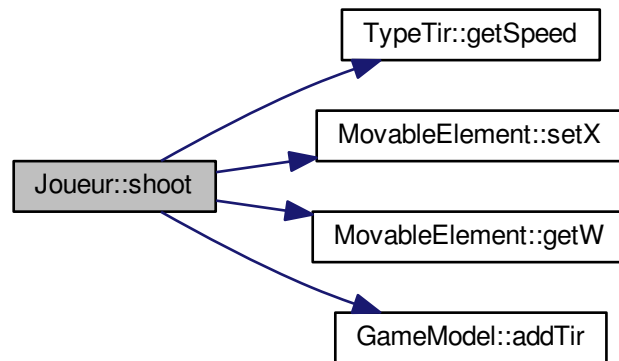 TypeTir::getSpeed
MovableElement::setX
Joueur::shoot
MovableElement::getW
GameModel::addTir